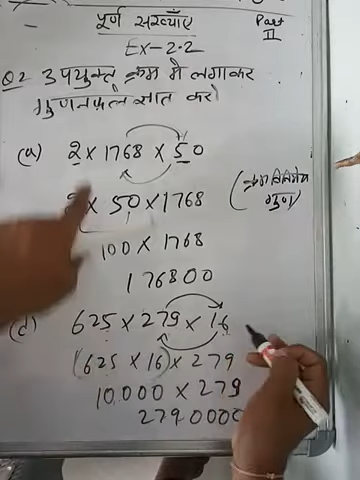 पूर्ण संख्याएँ
Part II
Ex-2.2
Q2 उपयुक्त क्रम में लगाकर
गुणनफल ज्ञात करो
(a) 2 × 1768 × 50
× 50 × 1768
100 × 1768
176800
(d) 625 × 279 × 16
(625 × 16) × 279
10,000 × 279
2790000